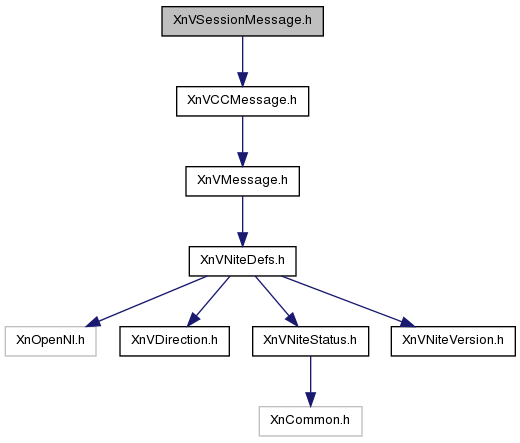 XnVSessionMessage.h
XnVCCMessage.h
XnVMessage.h
XnVNiteDefs.h
XnOpenNI.h
XnVDirection.h
XnVNiteStatus.h
XnVNiteVersion.h
XnCommon.h